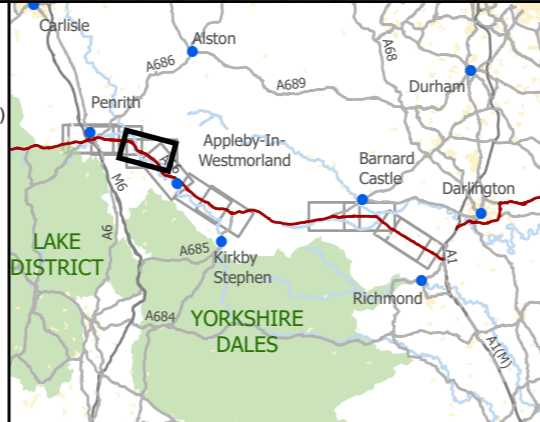 Carlisle
Alston
A686
A68
A689
Durham
Penrith
)
Appleby-In-
Westmorland
Barnard
Castle
Darlington
M6
A6
LAKE
DISTRICT
A685
Kirkby
Stephen
A1
Richmond
A684
YORKSHIRE
DALES
A1(M)